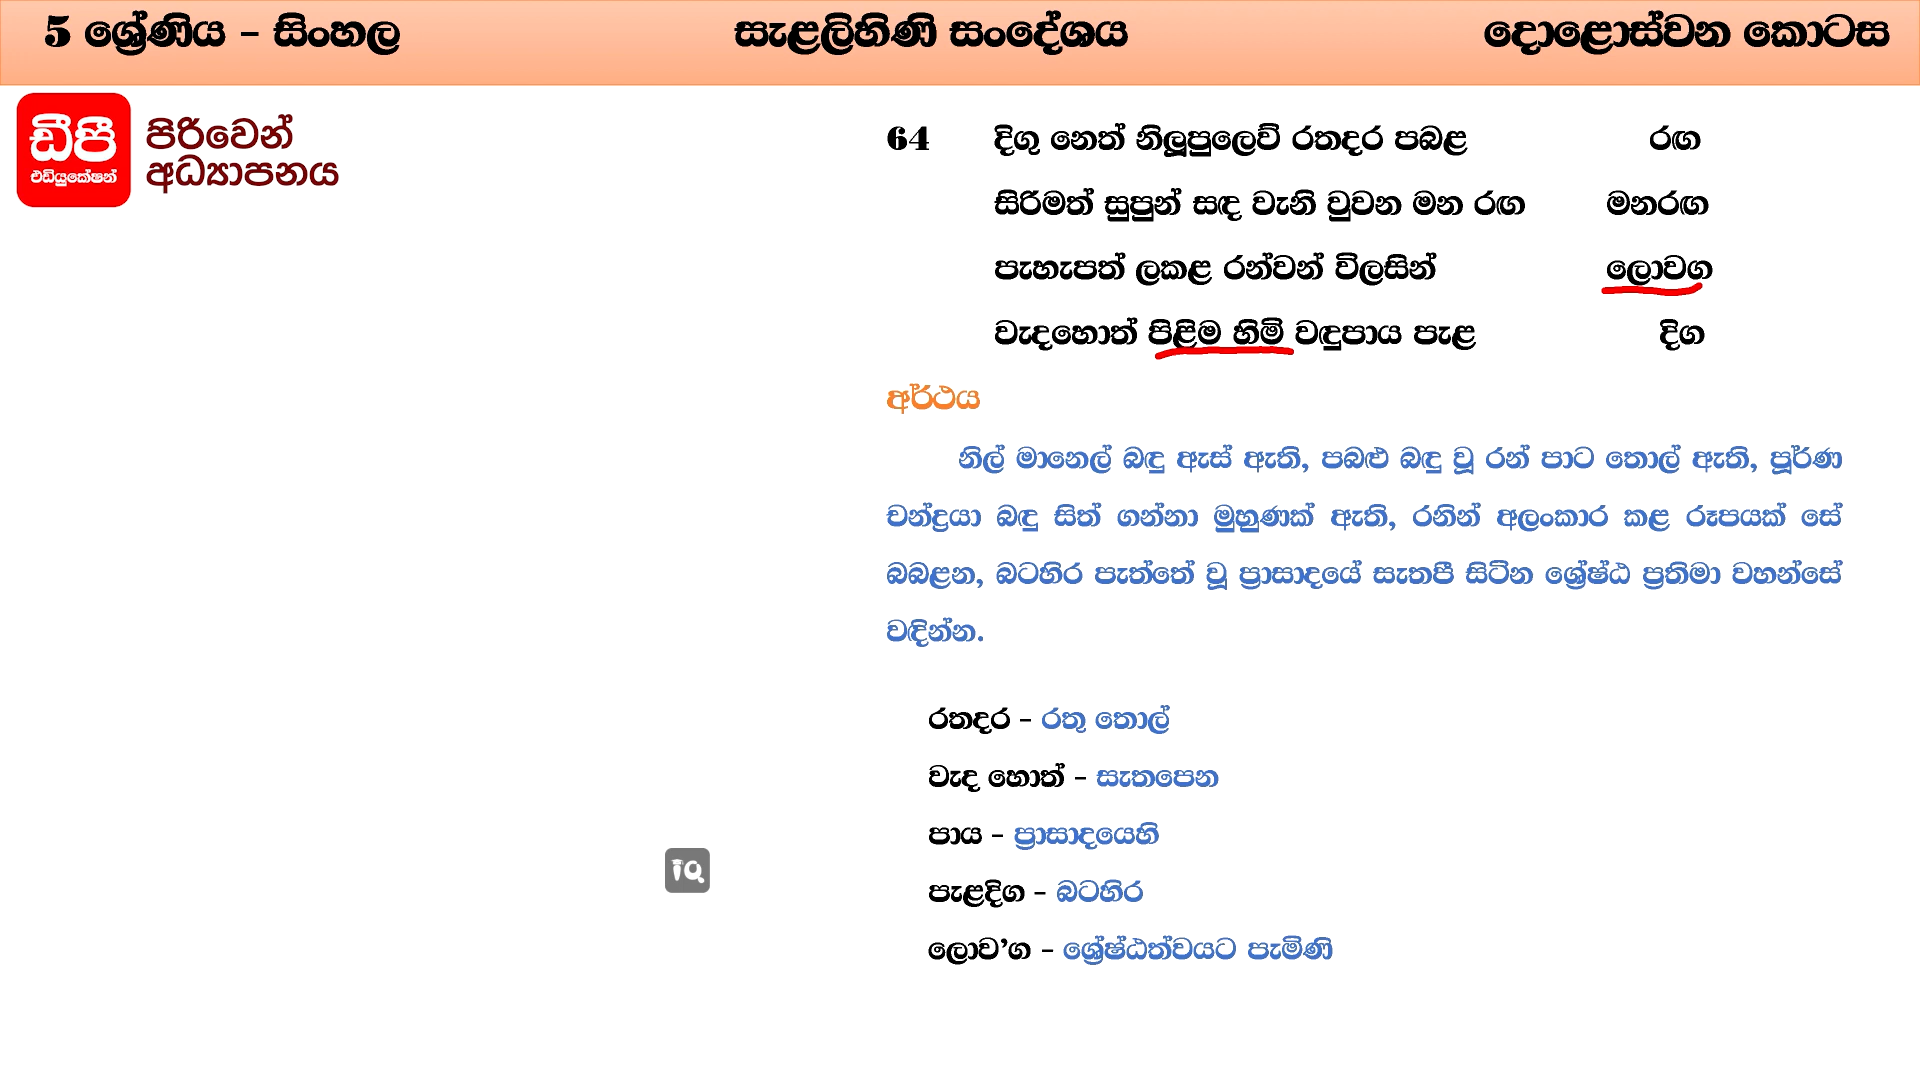 5 ශ්‍රේණිය – සිංහල
සැළලිහිණි සංදේශය
දොළොස්වන කොටස
ඩීපී
එඩියුකේෂන්
පිරිවෙන්
අධ්‍යාපනය
64 දිගු නෙත් නිලුපුලෙව් රතදර පබළ රඟ
සිරිමත් සුපුන් සඳ වැනි වුවන මන රඟ මනරඟ
පැහැපත් ලකළ රන්වන් විලසින් ලොවග
වැදහොත් පිළිම හිමි වඳුපාය පැළ දිග
අර්ථය
නිල් මානෙල් බඳු ඇස් ඇති, පබළු බඳු වූ රන් පාට තොල් ඇති, පූර්ණ
චන්ද්‍රයා බඳු සිත් ගන්නා මුහුණක් ඇති, රනින් අලංකාර කළ රූපයක් සේ
බබළන, බටහිර පැත්තේ වූ ප්‍රාසාදයේ සැතපී සිටින ශ්‍රේෂ්ඨ ප්‍රතිමා වහන්සේ
වඳින්න.
රතදර – රතු තොල්
වැද හොත් – සැතපෙන
පාය – ප්‍රාසාදයෙහි
පැළදිග – බටහිර
ලොව’ග – ශ්‍රේෂ්ඨත්වයට පැමිණි
iQ